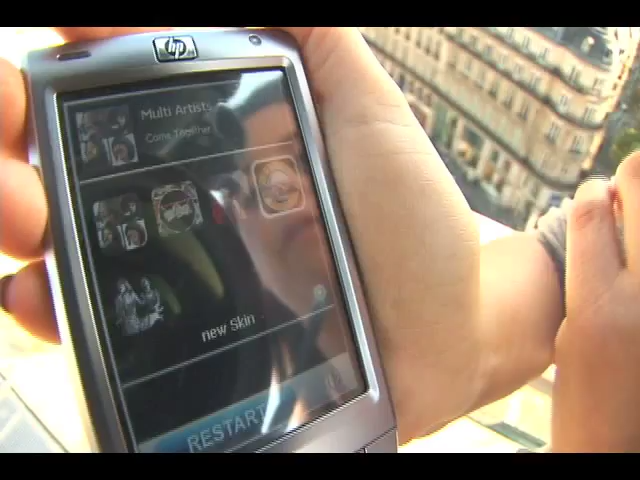 hp
Multi Artists
Come Together
new Skin
RESTART